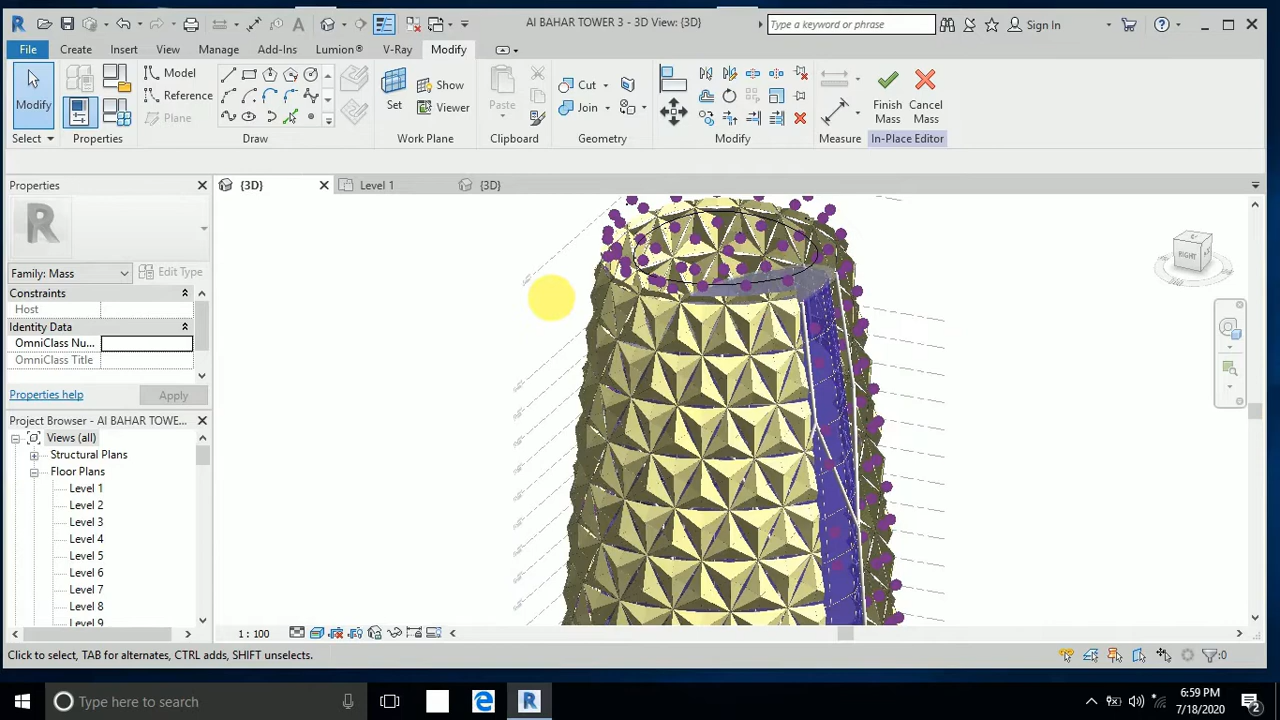 AI BAHAR TOWER 3 - 3D View: {3D}
Type a keyword or phrase
Sign In
File
Create
Insert
View
Manage
Add-Ins
Lumion®
V-Ray
Modify
Modify
Select
Properties
Model
Reference
Plane
Draw
Set
Show
Viewer
Work Plane
Paste
Clipboard
Cut
Join
Geometry
Modify
Measure
Finish Mass
Cancel Mass
In-Place Editor
{3D}
Level 1
{3D}
Properties
Family: Mass
Edit Type
Constraints
Host
Identity Data
OmniClass Nu...
OmniClass Title
Properties help
Apply
Project Browser - AI BAHAR TOWE...
Views (all)
Structural Plans
Floor Plans
Level 1
Level 2
Level 3
Level 4
Level 5
Level 6
Level 7
Level 8
Level 9
RIGHT
1 : 100
Click to select, TAB for alternates, CTRL adds, SHIFT unselects.
:0
Type here to search
6:59 PM
7/18/2020
2